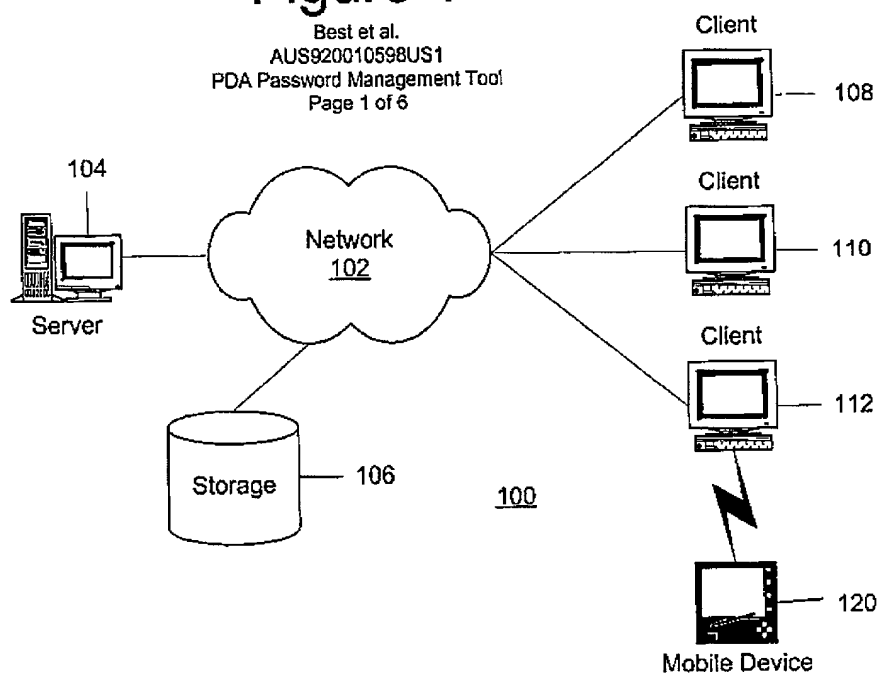 Best et al.
AUS920010598US1
PDA Password Management Tool
Page 1 of 6
Client
108
104
Client
Network
102
110
Server
Client
112
Storage
106
100
120
Mobile Device